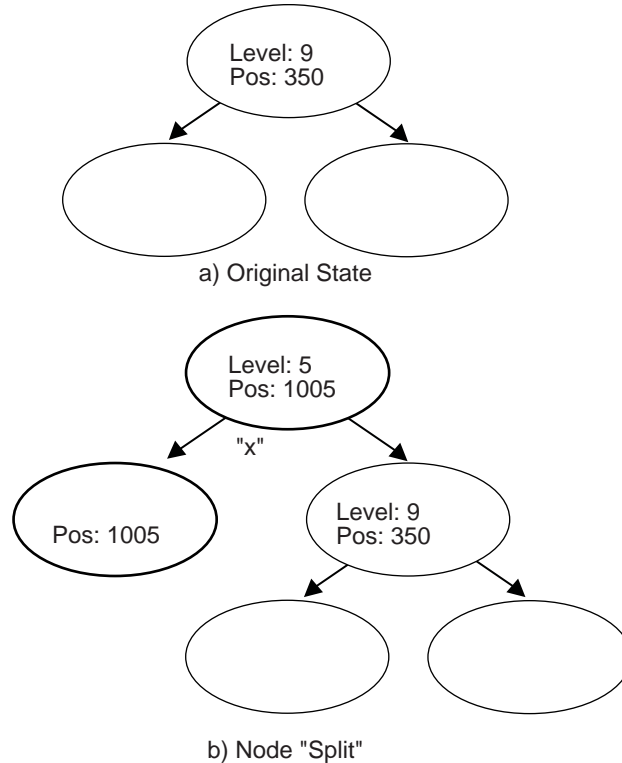 Level: 9
Pos: 350
a) Original State
Level: 5
Pos: 1005
"x"
Pos: 1005
Level: 9
Pos: 350
b) Node "Split"